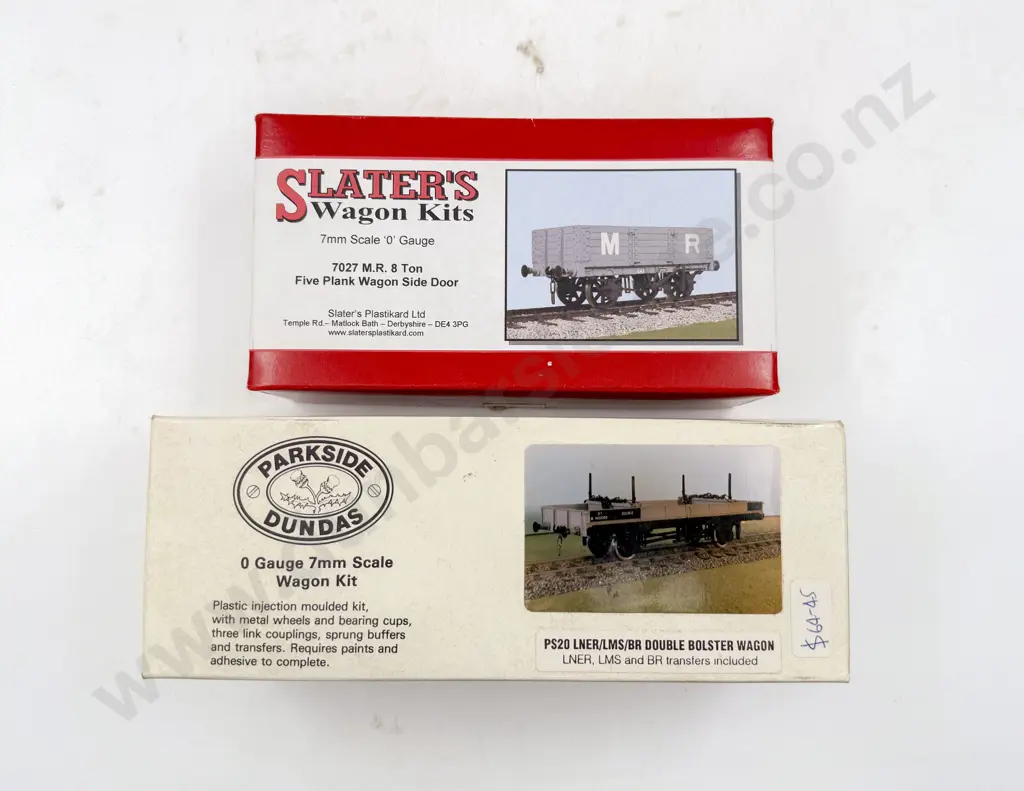 SLATER'S
Wagon Kits
7mm Scale '0' Gauge
7027 M.R. 8 Ton
Five Plank Wagon Side Door
Slater's Plastikard Ltd
Temple Rd.– Matlock Bath – Derbyshire – DE4 3PG
www.slatersplastikard.com
M R
PARKSIDE
DUNDAS
0 Gauge 7mm Scale
Wagon Kit
Plastic injection moulded kit,
with metal wheels and bearing cups,
three link couplings, sprung buffers
and transfers. Requires paints and
adhesive to complete.
PS20 LNER/LMS/BR DOUBLE BOLSTER WAGON
LNER, LMS and BR transfers included
$64-45